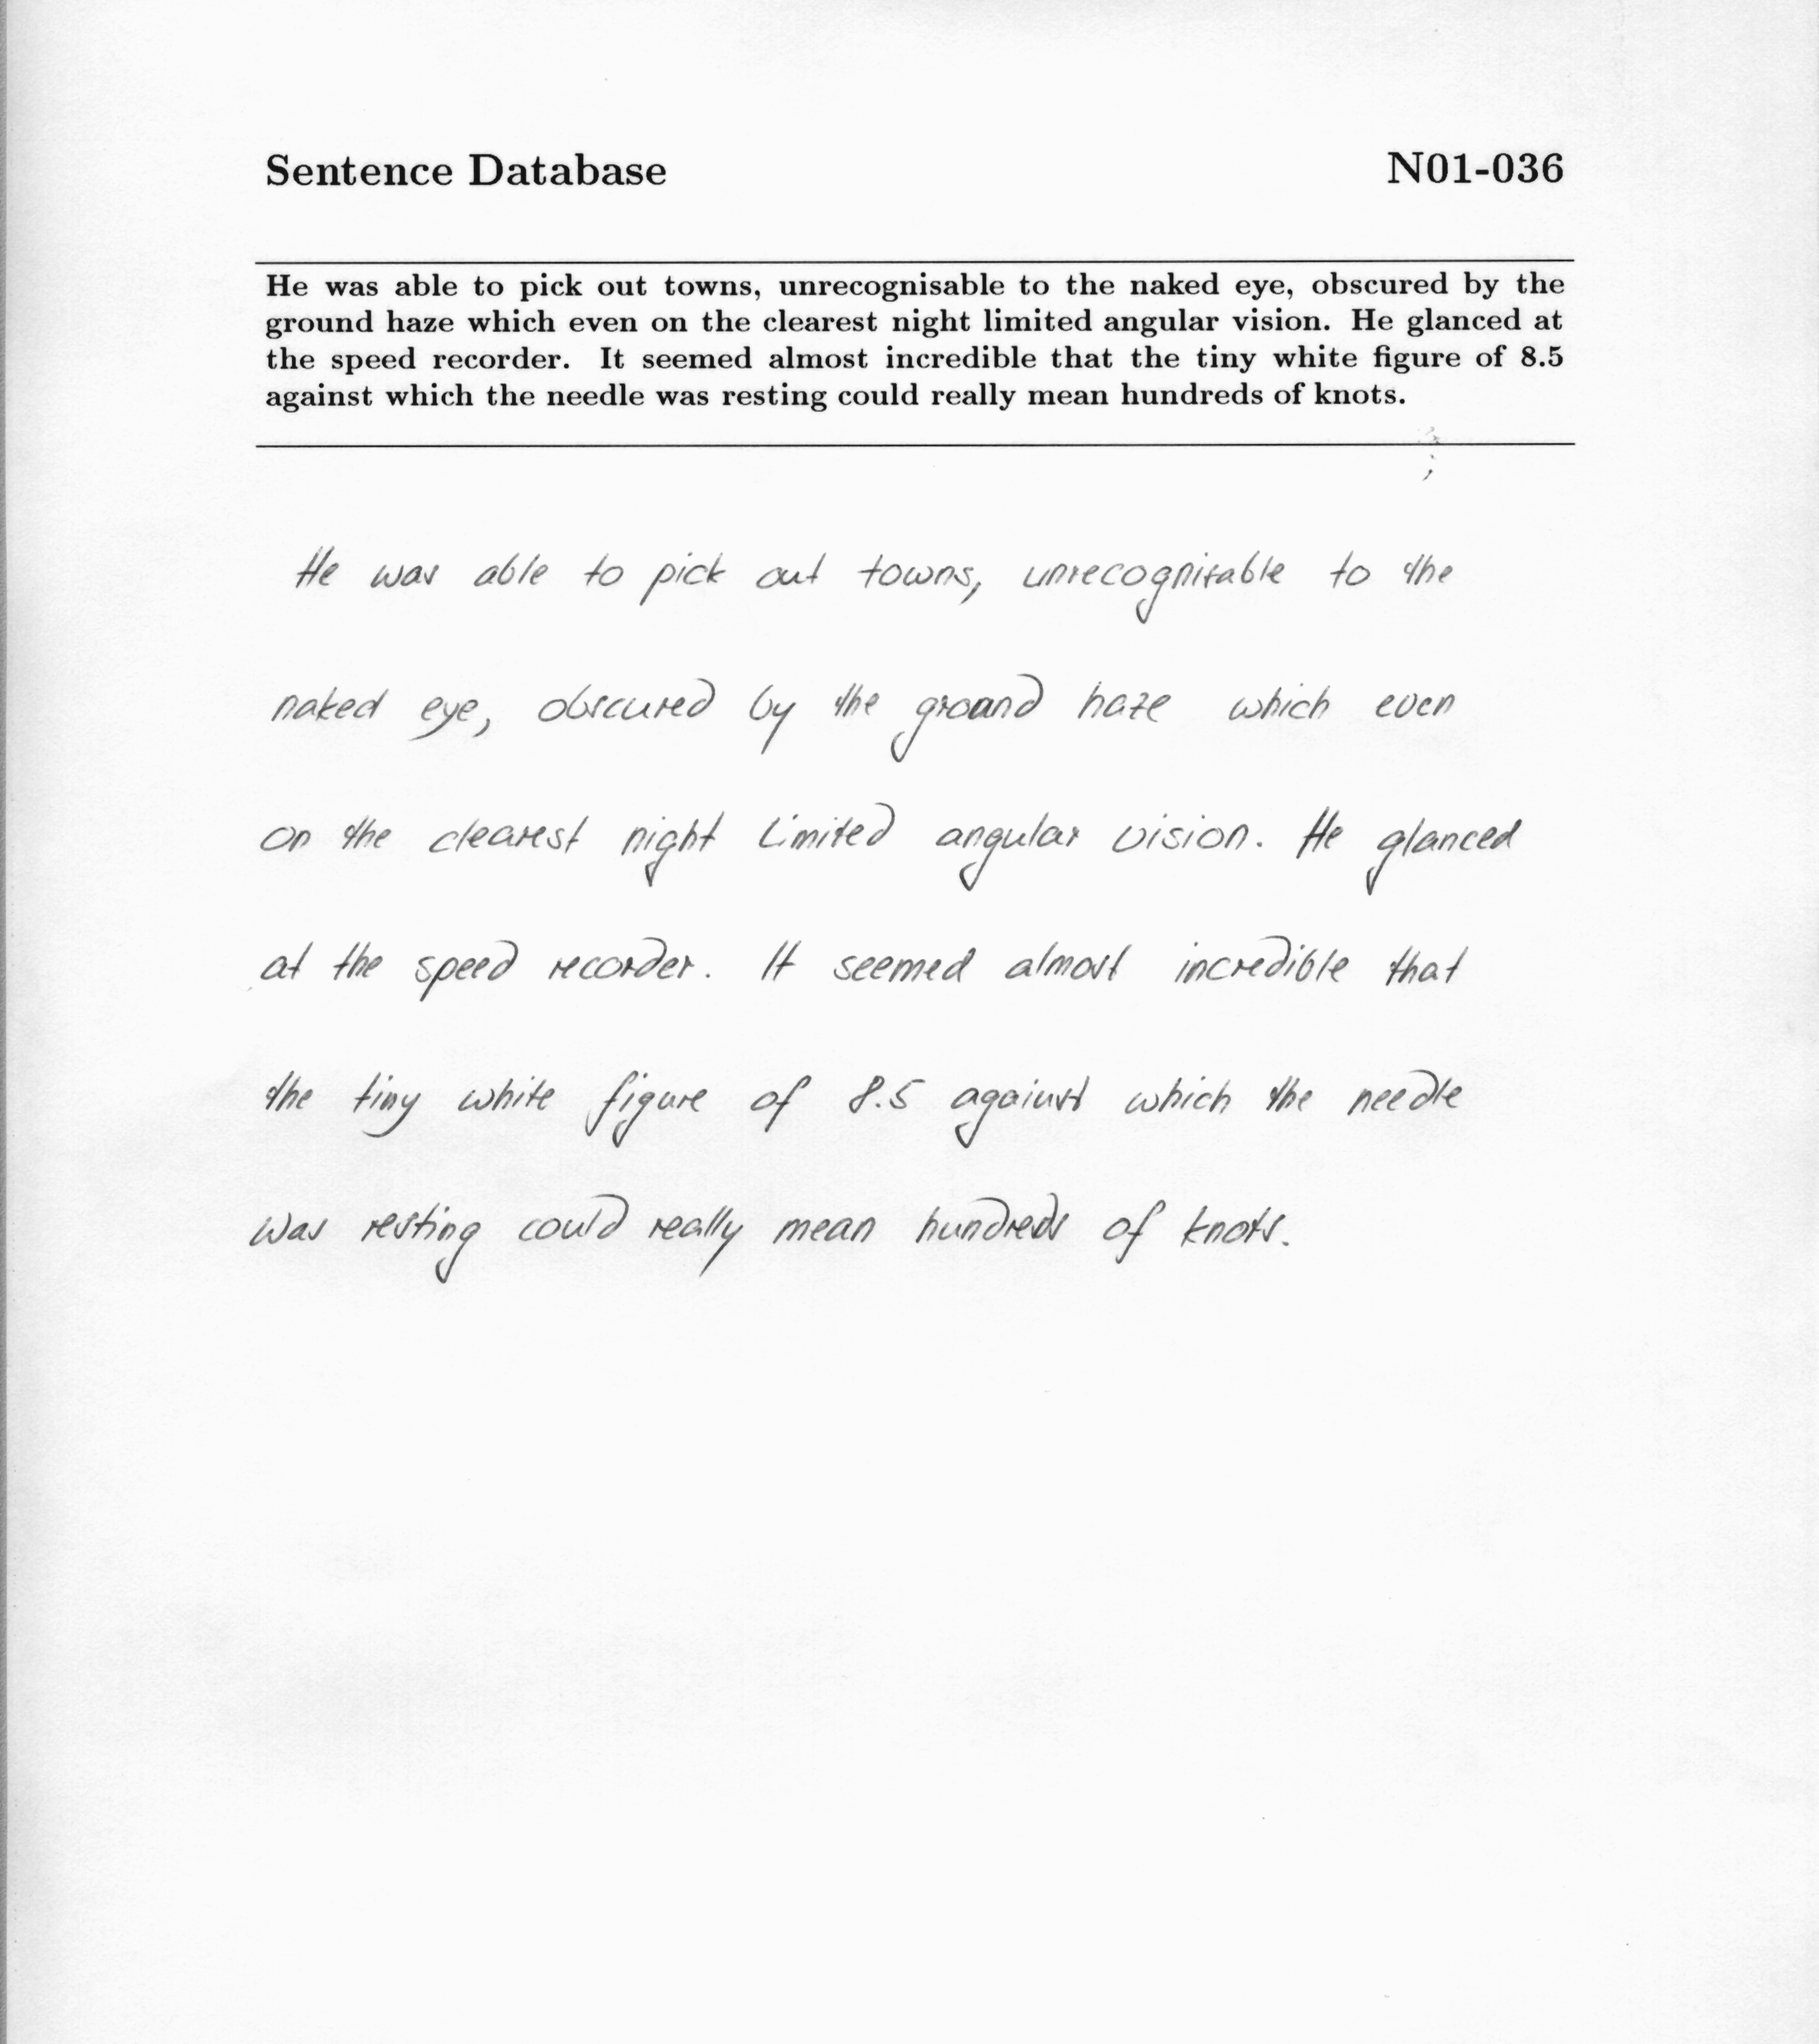 Sentence Database N01-036
He was able to pick out towns, unrecognisable to the naked eye, obscured by the
ground haze which even on the clearest night limited angular vision. He glanced at
the speed recorder. It seemed almost incredible that the tiny white figure of 8.5
against which the needle was resting could really mean hundreds of knots.
He was able to pick out towns, unrecognisable to the
naked eye, obscured by the ground haze which even
on the clearest night limited angular vision. He glanced
at the speed recorder. It seemed almost incredible that
the tiny white figure of 8.5 against which the needle
was resting could really mean hundreds of knots.